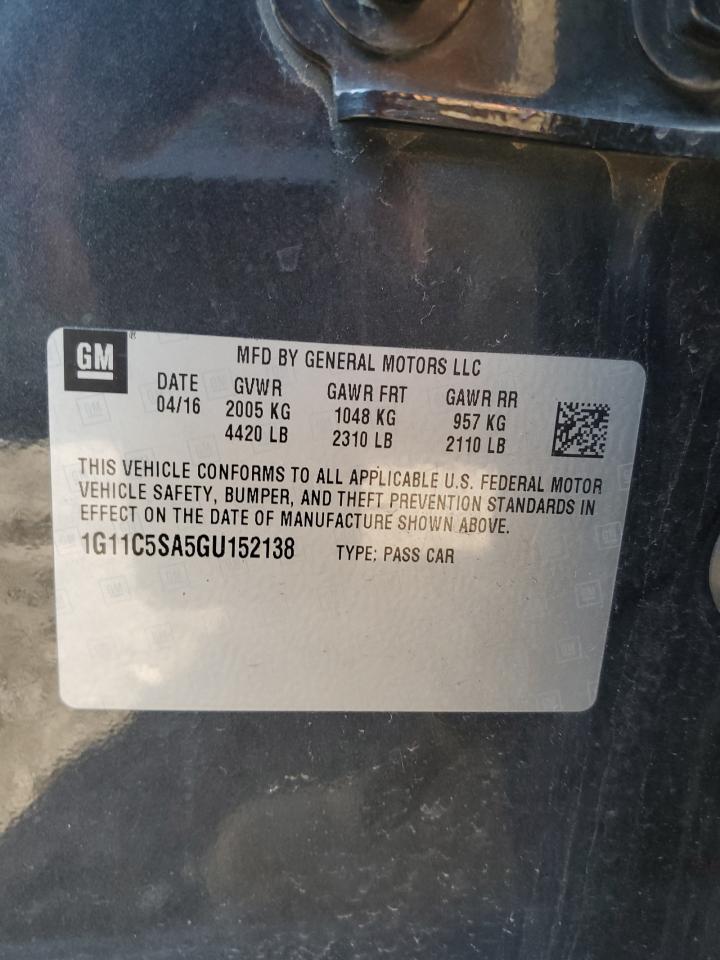 GM ®
MFD BY GENERAL MOTORS LLC
DATE GVWR GAWR FRT GAWR RR
04/16 2005 KG 1048 KG 957 KG
4420 LB 2310 LB 2110 LB
THIS VEHICLE CONFORMS TO ALL APPLICABLE U.S. FEDERAL MOTOR
VEHICLE SAFETY, BUMPER, AND THEFT PREVENTION STANDARDS IN
EFFECT ON THE DATE OF MANUFACTURE SHOWN ABOVE.
1G11C5SA5GU152138 TYPE: PASS CAR